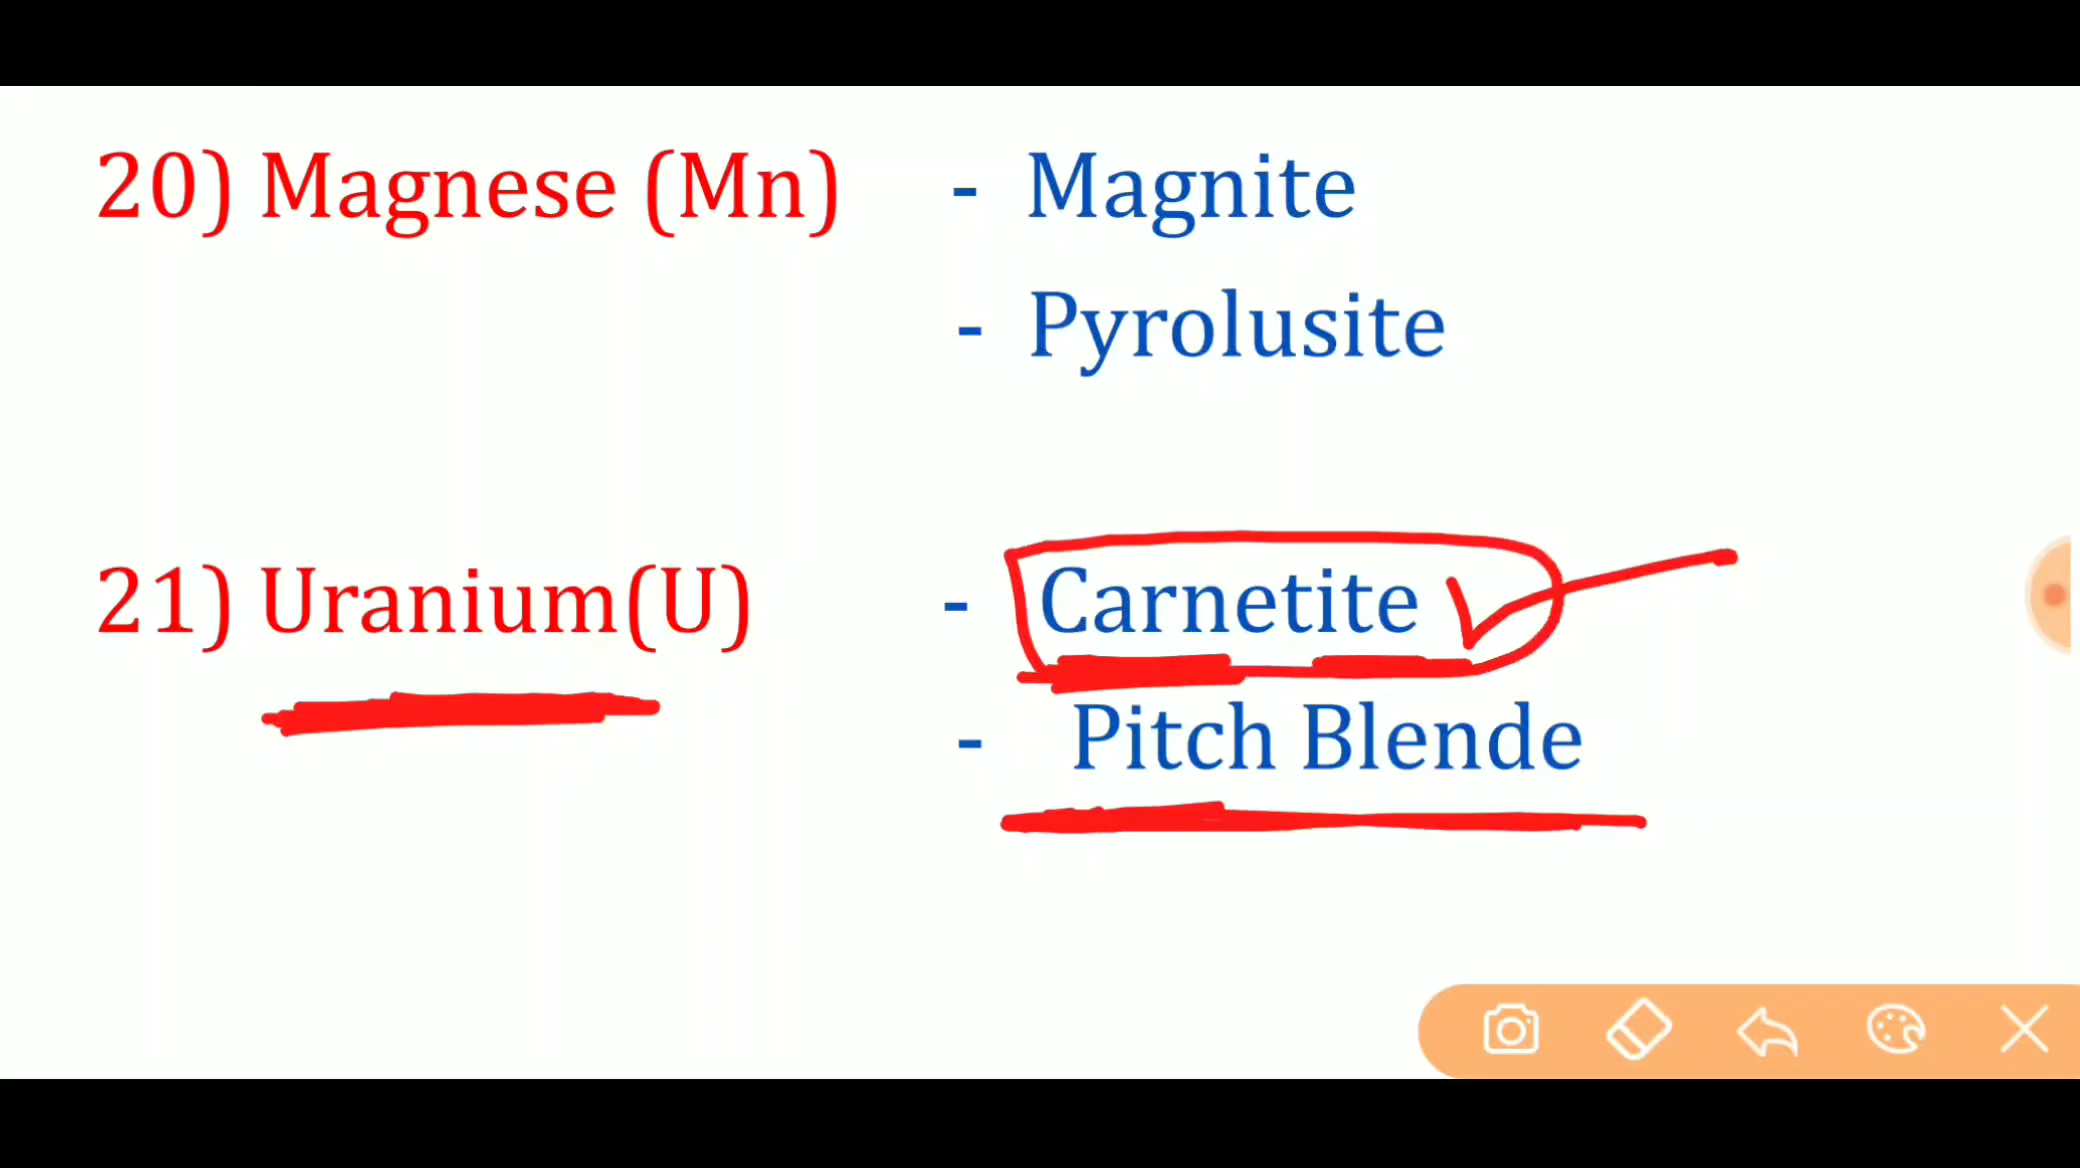 20) Magnese (Mn) - Magnite
- Pyrolusite
21) Uranium(U) - Carnetite
- Pitch Blende